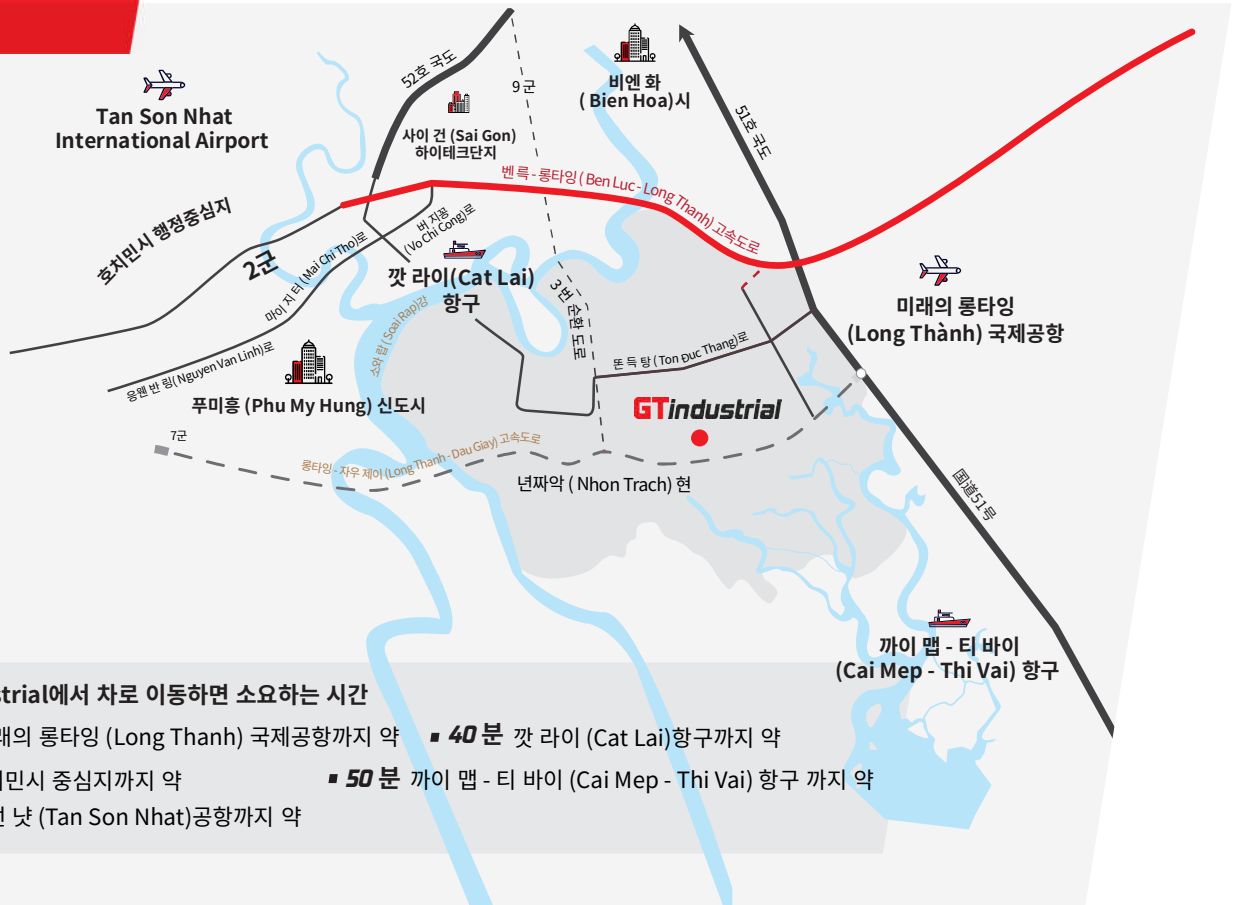 52호 국도
9군
비엔 화
( Bien Hoa)시
51호 국도
Tan Son Nhat
International Airport
사이 건 (Sai Gon)
하이테크단지
벤 륵 - 롱타잉 ( Ben Luc - Long Thanh) 고속도로
호치민시 행정중심지
2군
버 지꽁
(Vo Chi Cong)로
마이 지 터 (Mai Chi Tho)로
깟 라이(Cat Lai)
항구
3 번 순환 도로
미래의 롱타잉
(Long Thành) 국제공항
소와 랍 ( Soai Rap)강
똔 득 탕 ( Ton Đuc Thang)로
응웬 반 링( Nguyen Van Linh)로
푸미흥 (Phu My Hung) 신도시
GTindustrial
7군
롱타잉 - 자우 제이 (Long Thanh - Dau Giay) 고속도로
년짜악 ( Nhon Trach) 현
国道51号
까이 맵 - 티 바이
(Cai Mep - Thi Vai) 항구
strial에서 차로 이동하면 소요하는 시간
래의 롱타잉 (Long Thanh) 국제공항까지 약
▪ 40 분 깟 라이 (Cat Lai)항구까지 약
민시 중심지까지 약
▪ 50 분 까이 맵 - 티 바이 (Cai Mep - Thi Vai) 항구 까지 약
냣 (Tan Son Nhat)공항까지 약